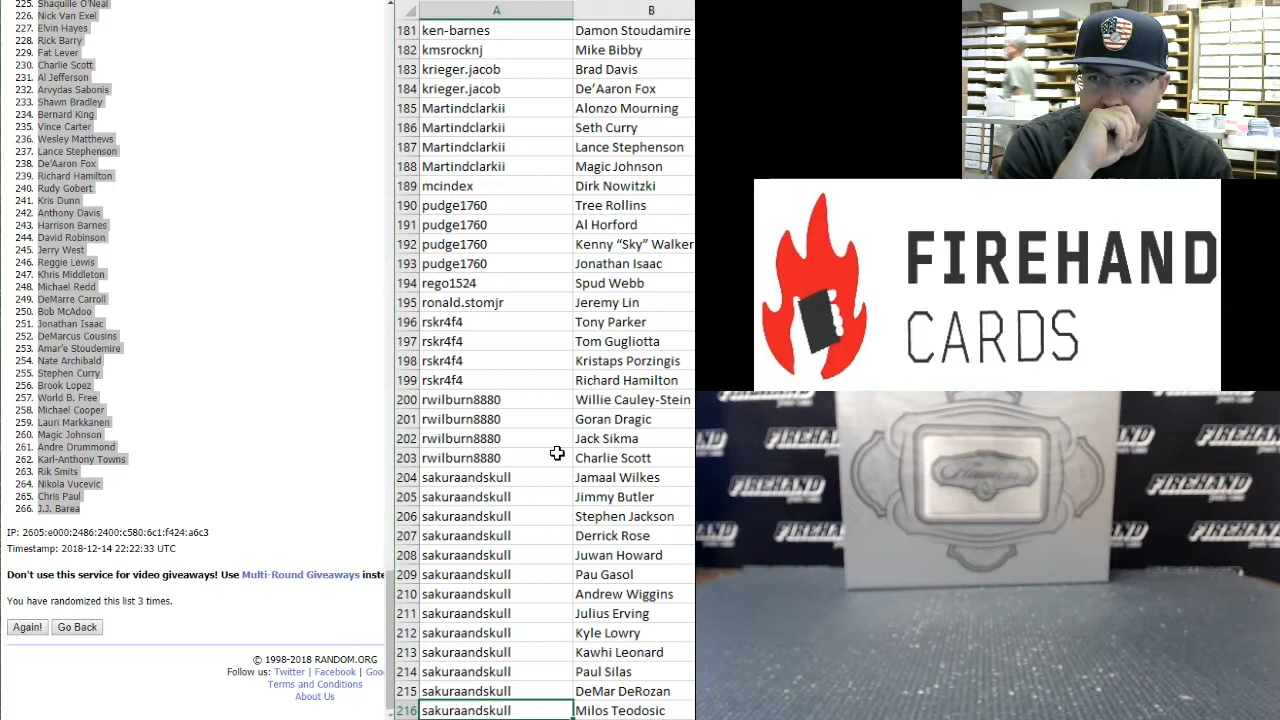 225. Shaquille O'Neal
226. Nick Van Exel
227. Elvin Hayes
228. Rick Barry
229. Fat Lever
230. Charlie Scott
231. Al Jefferson
232. Arvydas Sabonis
233. Shawn Bradley
234. Bernard King
235. Vince Carter
236. Wesley Matthews
237. Lance Stephenson
238. De'Aaron Fox
239. Richard Hamilton
240. Rudy Gobert
241. Kris Dunn
242. Anthony Davis
243. Harrison Barnes
244. David Robinson
245. Jerry West
246. Reggie Lewis
247. Khris Middleton
248. Michael Redd
249. DeMarre Carroll
250. Bob McAdoo
251. Jonathan Isaac
252. DeMarcus Cousins
253. Amar'e Stoudemire
254. Nate Archibald
255. Stephen Curry
256. Brook Lopez
257. World B. Free
258. Michael Cooper
259. Lauri Markkanen
260. Magic Johnson
261. Andre Drummond
262. Karl-Anthony Towns
263. Rik Smits
264. Nikola Vucevic
265. Chris Paul
266. J.J. Barea
IP: 2605:e000:2486:2400:c580:6c1:f424:a6c3
Timestamp: 2018-12-14 22:22:33 UTC
Don't use this service for video giveaways! Use Multi-Round Giveaways inste
You have randomized this list 3 times.
Again! Go Back
© 1998-2018 RANDOM.ORG
Follow us: Twitter | Facebook | Goo
Terms and Conditions
About Us
A B
181 ken-barnes Damon Stoudamire
182 kmsrocknj Mike Bibby
183 krieger.jacob Brad Davis
184 krieger.jacob De'Aaron Fox
185 Martindclarkii Alonzo Mourning
186 Martindclarkii Seth Curry
187 Martindclarkii Lance Stephenson
188 Martindclarkii Magic Johnson
189 mcindex Dirk Nowitzki
190 pudge1760 Tree Rollins
191 pudge1760 Al Horford
192 pudge1760 Kenny “Sky” Walker
193 pudge1760 Jonathan Isaac
194 rego1524 Spud Webb
195 ronald.stomjr Jeremy Lin
196 rskr4f4 Tony Parker
197 rskr4f4 Tom Gugliotta
198 rskr4f4 Kristaps Porzingis
199 rskr4f4 Richard Hamilton
200 rwilburn8880 Willie Cauley-Stein
201 rwilburn8880 Goran Dragic
202 rwilburn8880 Jack Sikma
203 rwilburn8880 Charlie Scott
204 sakuraandskull Jamaal Wilkes
205 sakuraandskull Jimmy Butler
206 sakuraandskull Stephen Jackson
207 sakuraandskull Derrick Rose
208 sakuraandskull Juwan Howard
209 sakuraandskull Pau Gasol
210 sakuraandskull Andrew Wiggins
211 sakuraandskull Julius Erving
212 sakuraandskull Kyle Lowry
213 sakuraandskull Kawhi Leonard
214 sakuraandskull Paul Silas
215 sakuraandskull DeMar DeRozan
216 sakuraandskull Milos Teodosic
FIREHAND
CARDS
FIREHAND
FIREHAND